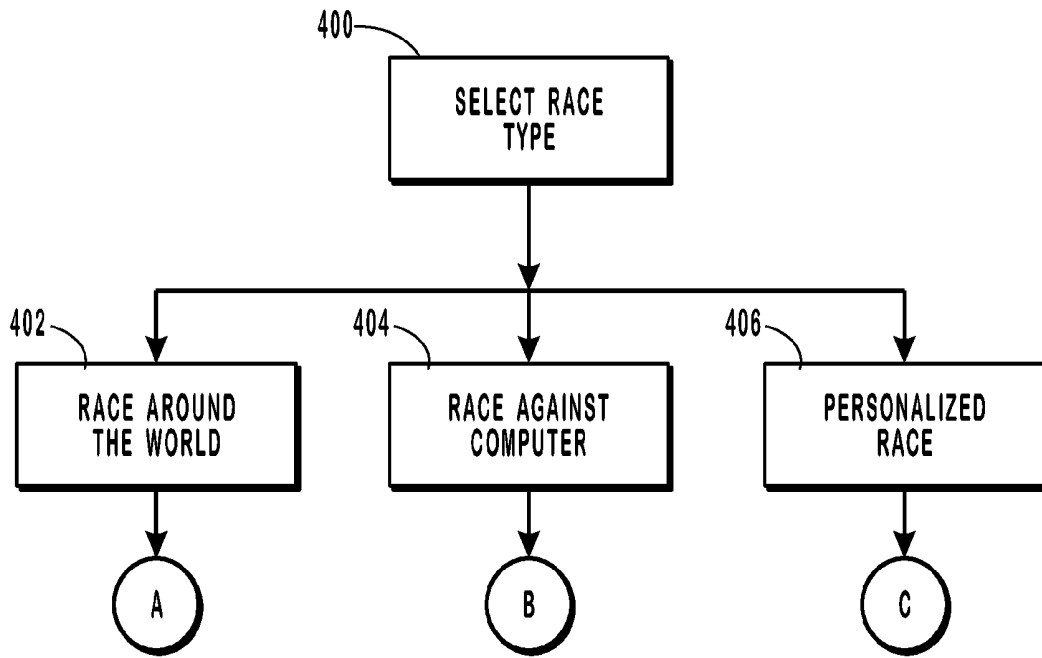 400
SELECT RACE
TYPE
402
404
406
RACE AROUND
THE WORLD
RACE AGAINST
COMPUTER
PERSONALIZED
RACE
A
B
C